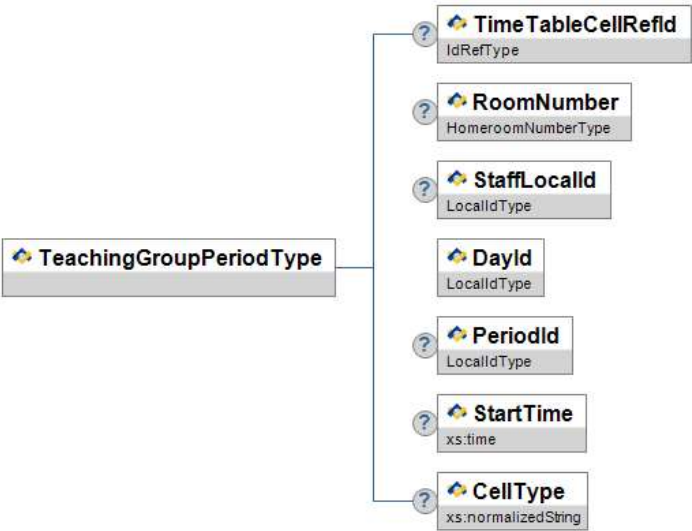 ?
TimeTableCellRefId
IdRefType
?
RoomNumber
HomeroomNumberType
?
StaffLocalId
LocalIdType
TeachingGroupPeriodType
DayId
LocalIdType
?
PeriodId
LocalIdType
?
StartTime
xs:time
?
CellType
xs:normalizedString